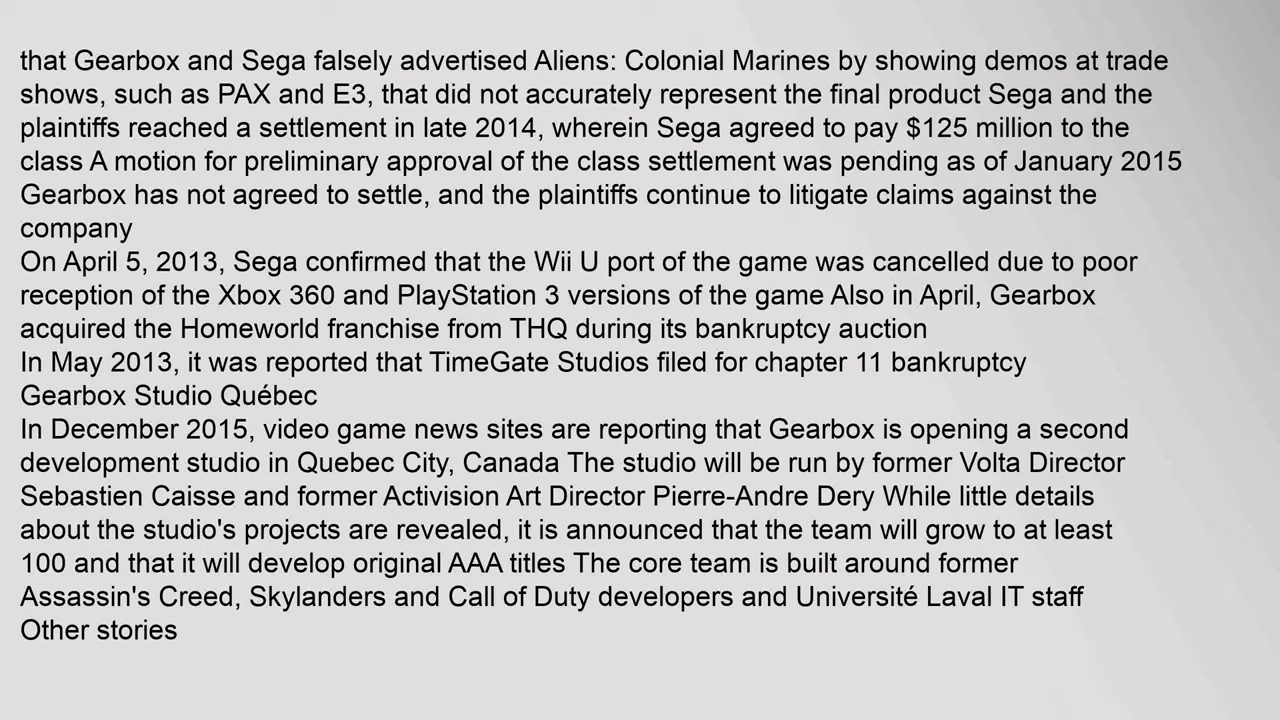 that Gearbox and Sega falsely advertised Aliens: Colonial Marines by showing demos at trade
shows, such as PAX and E3, that did not accurately represent the final product Sega and the
plaintiffs reached a settlement in late 2014, wherein Sega agreed to pay $125 million to the
class A motion for preliminary approval of the class settlement was pending as of January 2015
Gearbox has not agreed to settle, and the plaintiffs continue to litigate claims against the
company
On April 5, 2013, Sega confirmed that the Wii U port of the game was cancelled due to poor
reception of the Xbox 360 and PlayStation 3 versions of the game Also in April, Gearbox
acquired the Homeworld franchise from THQ during its bankruptcy auction
In May 2013, it was reported that TimeGate Studios filed for chapter 11 bankruptcy
Gearbox Studio Québec
In December 2015, video game news sites are reporting that Gearbox is opening a second
development studio in Quebec City, Canada The studio will be run by former Volta Director
Sebastien Caisse and former Activision Art Director Pierre-Andre Dery While little details
about the studio's projects are revealed, it is announced that the team will grow to at least
100 and that it will develop original AAA titles The core team is built around former
Assassin's Creed, Skylanders and Call of Duty developers and Université Laval IT staff
Other stories